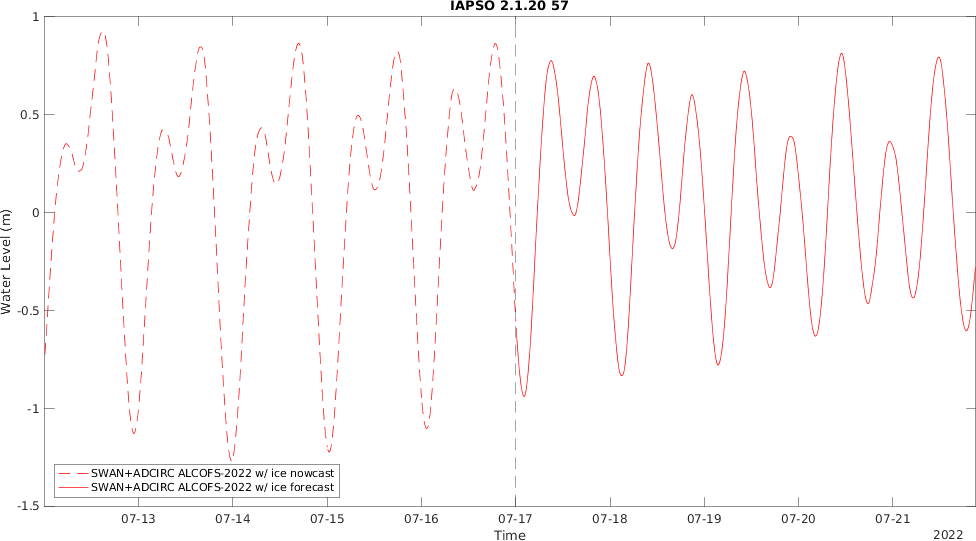 IAPSO 2.1.20 57
Water Level (m)
1
0.5
0
-0.5
-1
-1.5
SWAN+ADCIRC ALCOFS-2022 w/ ice nowcast
SWAN+ADCIRC ALCOFS-2022 w/ ice forecast
07-13 07-14 07-15 07-16 07-17 07-18 07-19 07-20 07-21
Time
2022